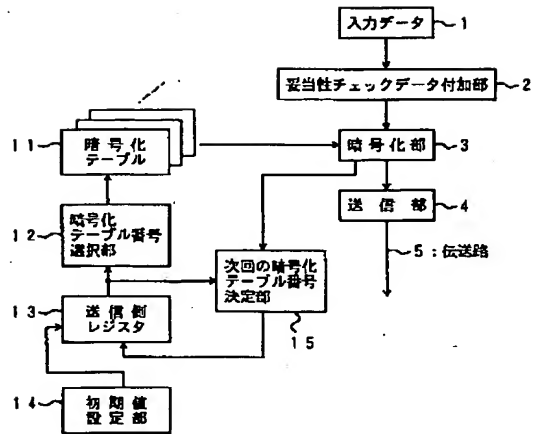 入力データ 1
妥当性チェックデータ付加部 2
11 暗号化
テーブル
暗号化部 3
送信部 4
12 暗号化
テーブル番号
選択部
5:伝送路
次回の暗号化
テーブル番号
決定部
15
13 送信側
レジスタ
14 初期値
設定部